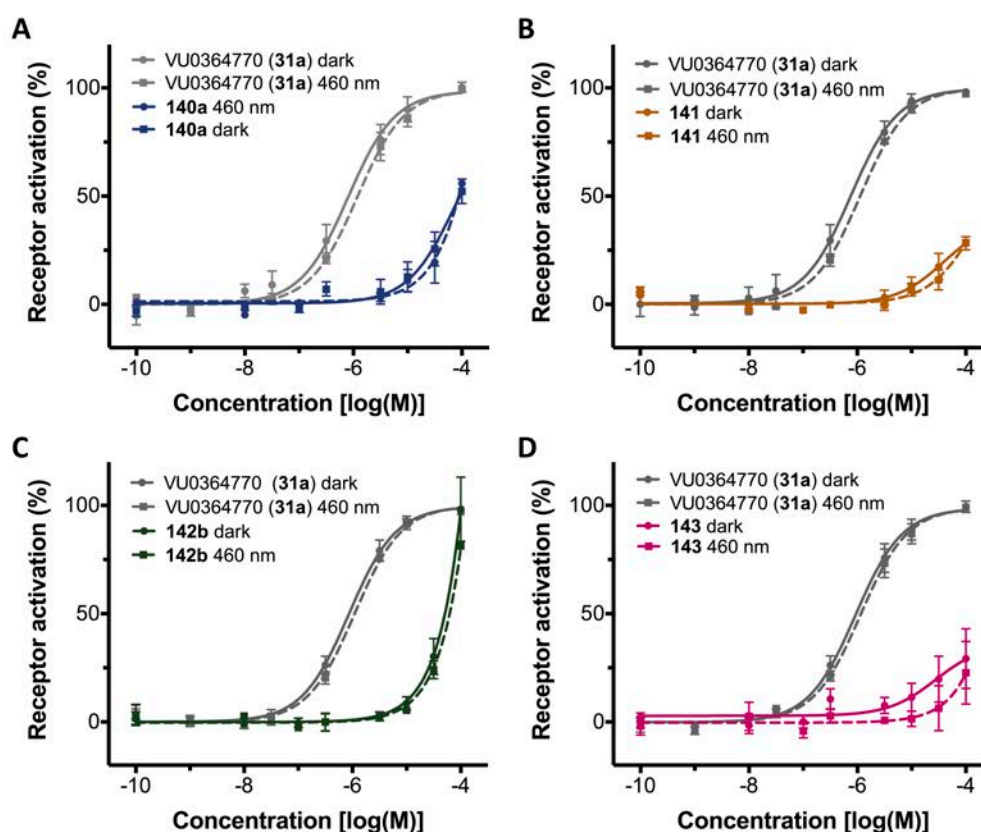 A
Receptor activation (%)
100
50
0
VU0364770 (31a) dark
VU0364770 (31a) 460 nm
140a 460 nm
140a dark
-10
-8
-6
-4
Concentration [log(M)]
B
Receptor activation (%)
100
50
0
VU0364770 (31a) dark
VU0364770 (31a) 460 nm
141 dark
141 460 nm
-10
-8
-6
-4
Concentration [log(M)]
C
Receptor activation (%)
100
50
0
VU0364770 (31a) dark
VU0364770 (31a) 460 nm
142b dark
142b 460 nm
-10
-8
-6
-4
Concentration [log(M)]
D
Receptor activation (%)
100
50
0
VU0364770 (31a) dark
VU0364770 (31a) 460 nm
143 dark
143 460 nm
-10
-8
-6
-4
Concentration [log(M)]